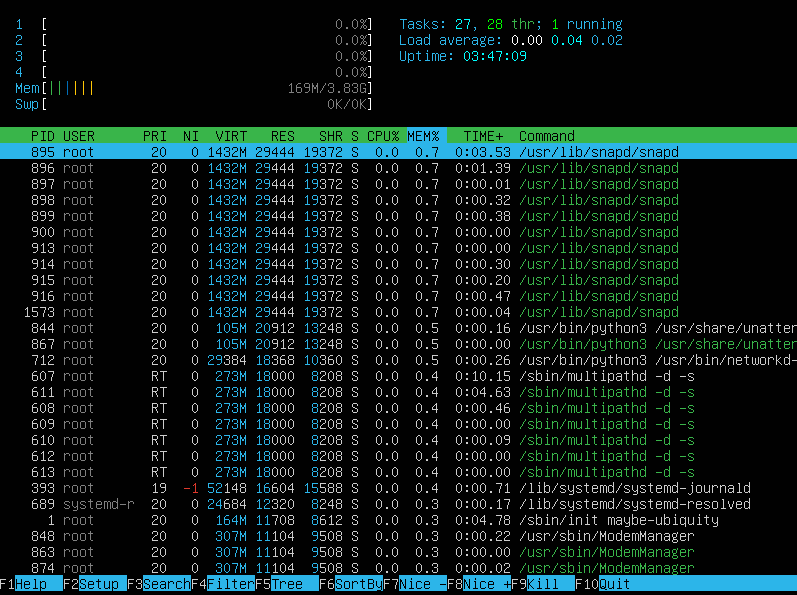 1 [ 0.0%] Tasks: 27, 28 thr; 1 running
2 [ 0.0%] Load average: 0.00 0.04 0.02
3 [ 0.0%] Uptime: 03:47:09
4 [ 0.0%]
Mem[|||||| 169M/3.83G]
Swp[ 0K/0K]
PID USER PRI NI VIRT RES SHR S CPU% MEM% TIME+ Command
895 root 20 0 1432M 29444 19372 S 0.0 0.7 0:03.53 /usr/lib/snapd/snapd
896 root 20 0 1432M 29444 19372 S 0.0 0.7 0:01.39 /usr/lib/snapd/snapd
897 root 20 0 1432M 29444 19372 S 0.0 0.7 0:00.01 /usr/lib/snapd/snapd
898 root 20 0 1432M 29444 19372 S 0.0 0.7 0:00.32 /usr/lib/snapd/snapd
899 root 20 0 1432M 29444 19372 S 0.0 0.7 0:00.38 /usr/lib/snapd/snapd
900 root 20 0 1432M 29444 19372 S 0.0 0.7 0:00.00 /usr/lib/snapd/snapd
913 root 20 0 1432M 29444 19372 S 0.0 0.7 0:00.00 /usr/lib/snapd/snapd
914 root 20 0 1432M 29444 19372 S 0.0 0.7 0:00.30 /usr/lib/snapd/snapd
915 root 20 0 1432M 29444 19372 S 0.0 0.7 0:00.20 /usr/lib/snapd/snapd
916 root 20 0 1432M 29444 19372 S 0.0 0.7 0:00.47 /usr/lib/snapd/snapd
1573 root 20 0 1432M 29444 19372 S 0.0 0.7 0:00.04 /usr/lib/snapd/snapd
844 root 20 0 105M 20912 13248 S 0.0 0.5 0:00.16 /usr/bin/python3 /usr/share/unatten
867 root 20 0 105M 20912 13248 S 0.0 0.5 0:00.00 /usr/bin/python3 /usr/share/unatten
712 root 20 0 29384 18368 10360 S 0.0 0.5 0:00.26 /usr/bin/python3 /usr/bin/networkd-
607 root RT 0 273M 18000 8208 S 0.0 0.4 0:10.15 /sbin/multipathd -d -s
611 root RT 0 273M 18000 8208 S 0.0 0.4 0:04.63 /sbin/multipathd -d -s
608 root RT 0 273M 18000 8208 S 0.0 0.4 0:00.46 /sbin/multipathd -d -s
609 root RT 0 273M 18000 8208 S 0.0 0.4 0:00.00 /sbin/multipathd -d -s
610 root RT 0 273M 18000 8208 S 0.0 0.4 0:00.09 /sbin/multipathd -d -s
612 root RT 0 273M 18000 8208 S 0.0 0.4 0:00.00 /sbin/multipathd -d -s
613 root RT 0 273M 18000 8208 S 0.0 0.4 0:00.00 /sbin/multipathd -d -s
393 root 19 -1 52148 16604 15588 S 0.0 0.4 0:00.71 /lib/systemd/systemd-journald
689 systemd-r 20 0 24684 12320 8248 S 0.0 0.3 0:00.17 /lib/systemd/systemd-resolved
1 root 20 0 164M 11708 8612 S 0.0 0.3 0:04.78 /sbin/init maybe-ubiquity
848 root 20 0 307M 11104 9508 S 0.0 0.3 0:00.22 /usr/sbin/ModemManager
863 root 20 0 307M 11104 9508 S 0.0 0.3 0:00.00 /usr/sbin/ModemManager
874 root 20 0 307M 11104 9508 S 0.0 0.3 0:00.02 /usr/sbin/ModemManager
F1Help F2Setup F3SearchF4FilterF5Tree F6SortByF7Nice -F8Nice +F9Kill F10Quit